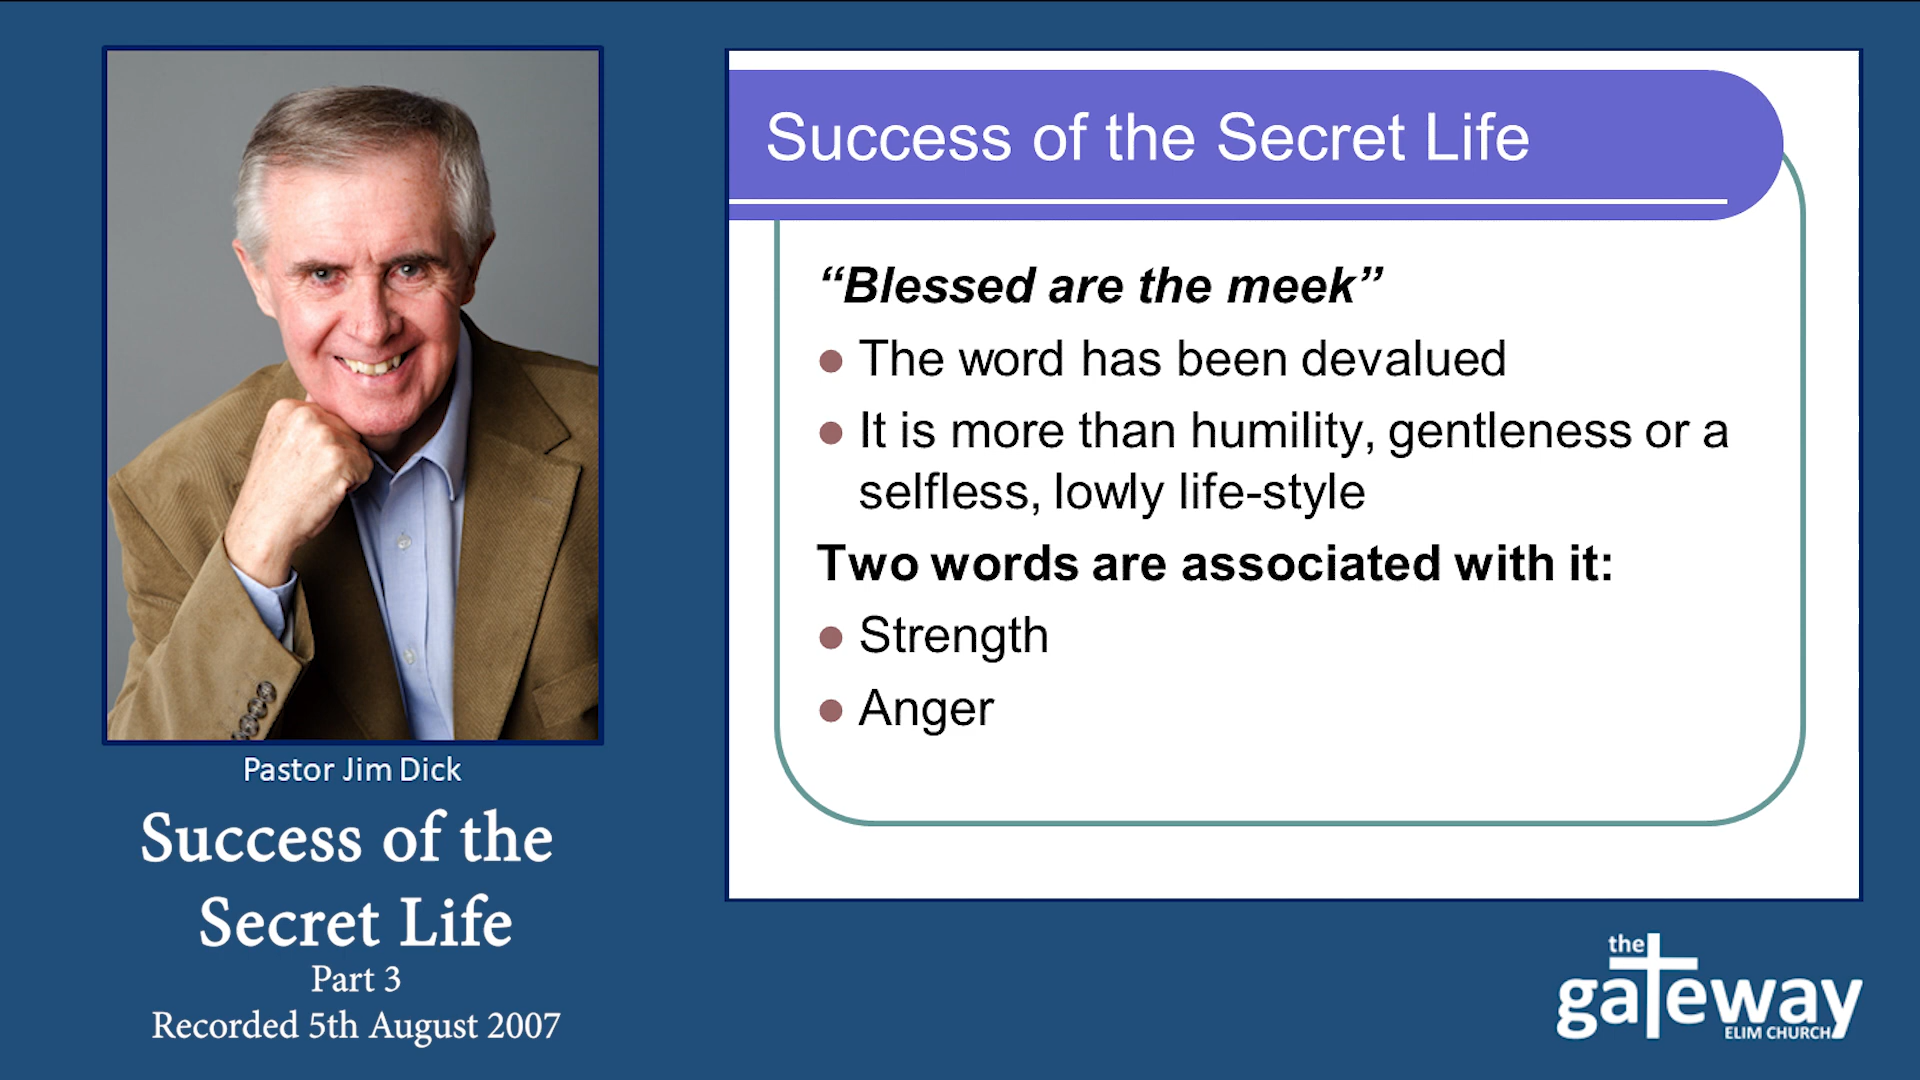 Success of the Secret Life
“Blessed are the meek”
● The word has been devalued
● It is more than humility, gentleness or a
selfless, lowly life-style
Two words are associated with it:
● Strength
● Anger
Pastor Jim Dick
Success of the
Secret Life
Part 3
Recorded 5th August 2007
the
gateway
ELIM CHURCH